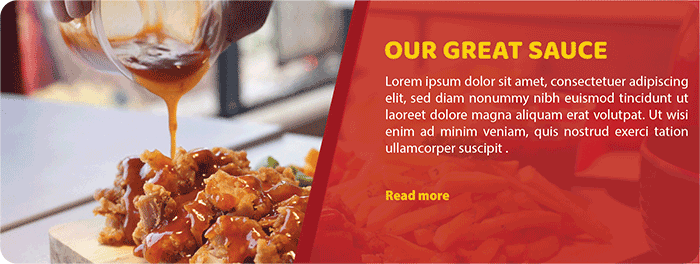 OUR GREAT SAUCE
Lorem ipsum dolor sit amet, consectetuer adipiscing
elit, sed diam nonummy nibh euismod tincidunt ut
laoreet dolore magna aliquam erat volutpat. Ut wisi
enim ad minim veniam, quis nostrud exerci tation
ullamcorper suscipit .
Read more